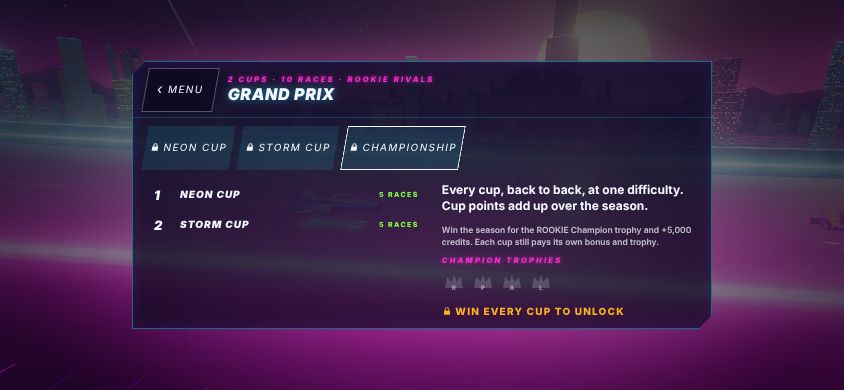 2 CUPS · 10 RACES · ROOKIE RIVALS
‹ MENU
GRAND PRIX
NEON CUP
STORM CUP
CHAMPIONSHIP
1 NEON CUP 5 RACES
2 STORM CUP 5 RACES
Every cup, back to back, at one difficulty.
Cup points add up over the season.
Win the season for the ROOKIE Champion trophy and +5,000
credits. Each cup still pays its own bonus and trophy.
CHAMPION TROPHIES
R P A L
WIN EVERY CUP TO UNLOCK